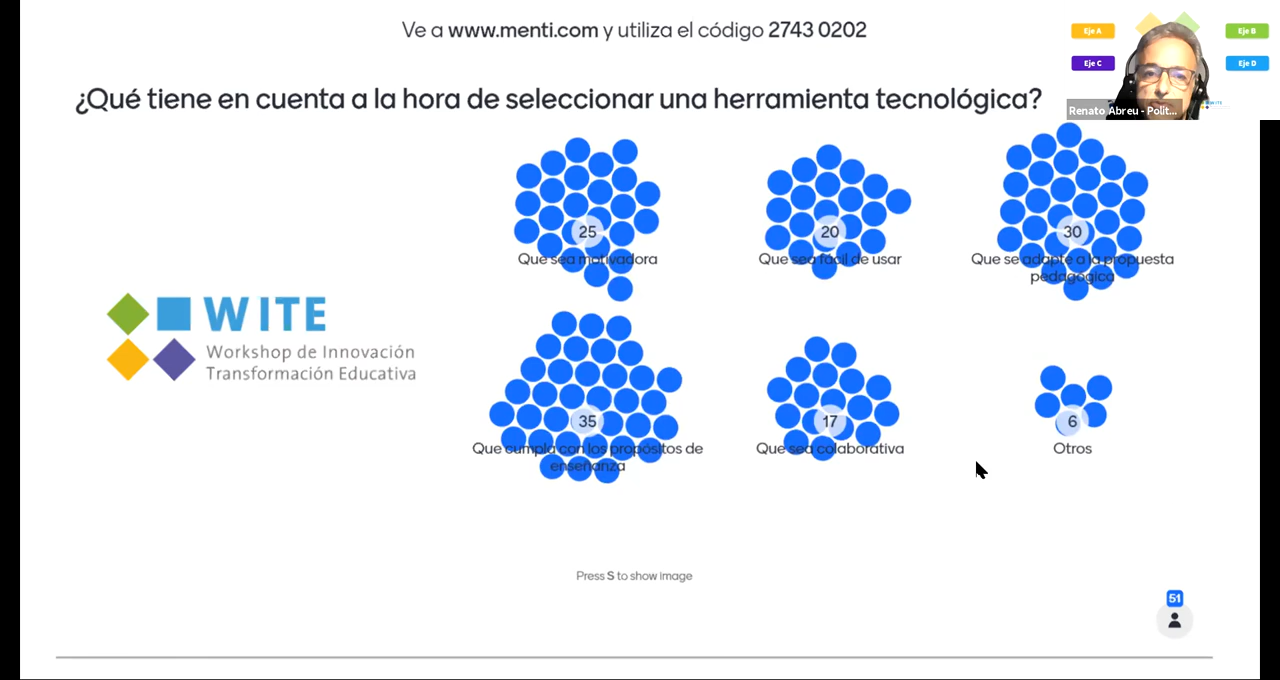 Ve a www.menti.com y utiliza el código 2743 0202
Eje A
Eje B
Eje C
Eje D
Renato Abreu - Polit...
WITE
¿Qué tiene en cuenta a la hora de seleccionar una herramienta tecnológica?
25
Que sea motivadora
20
Que sea fácil de usar
30
Que se adapte a la propuesta
pedagógica
WITE
Workshop de Innovación
Transformación Educativa
35
Que cumpla con los propósitos de
enseñanza
17
Que sea colaborativa
6
Otros
Press S to show image
51